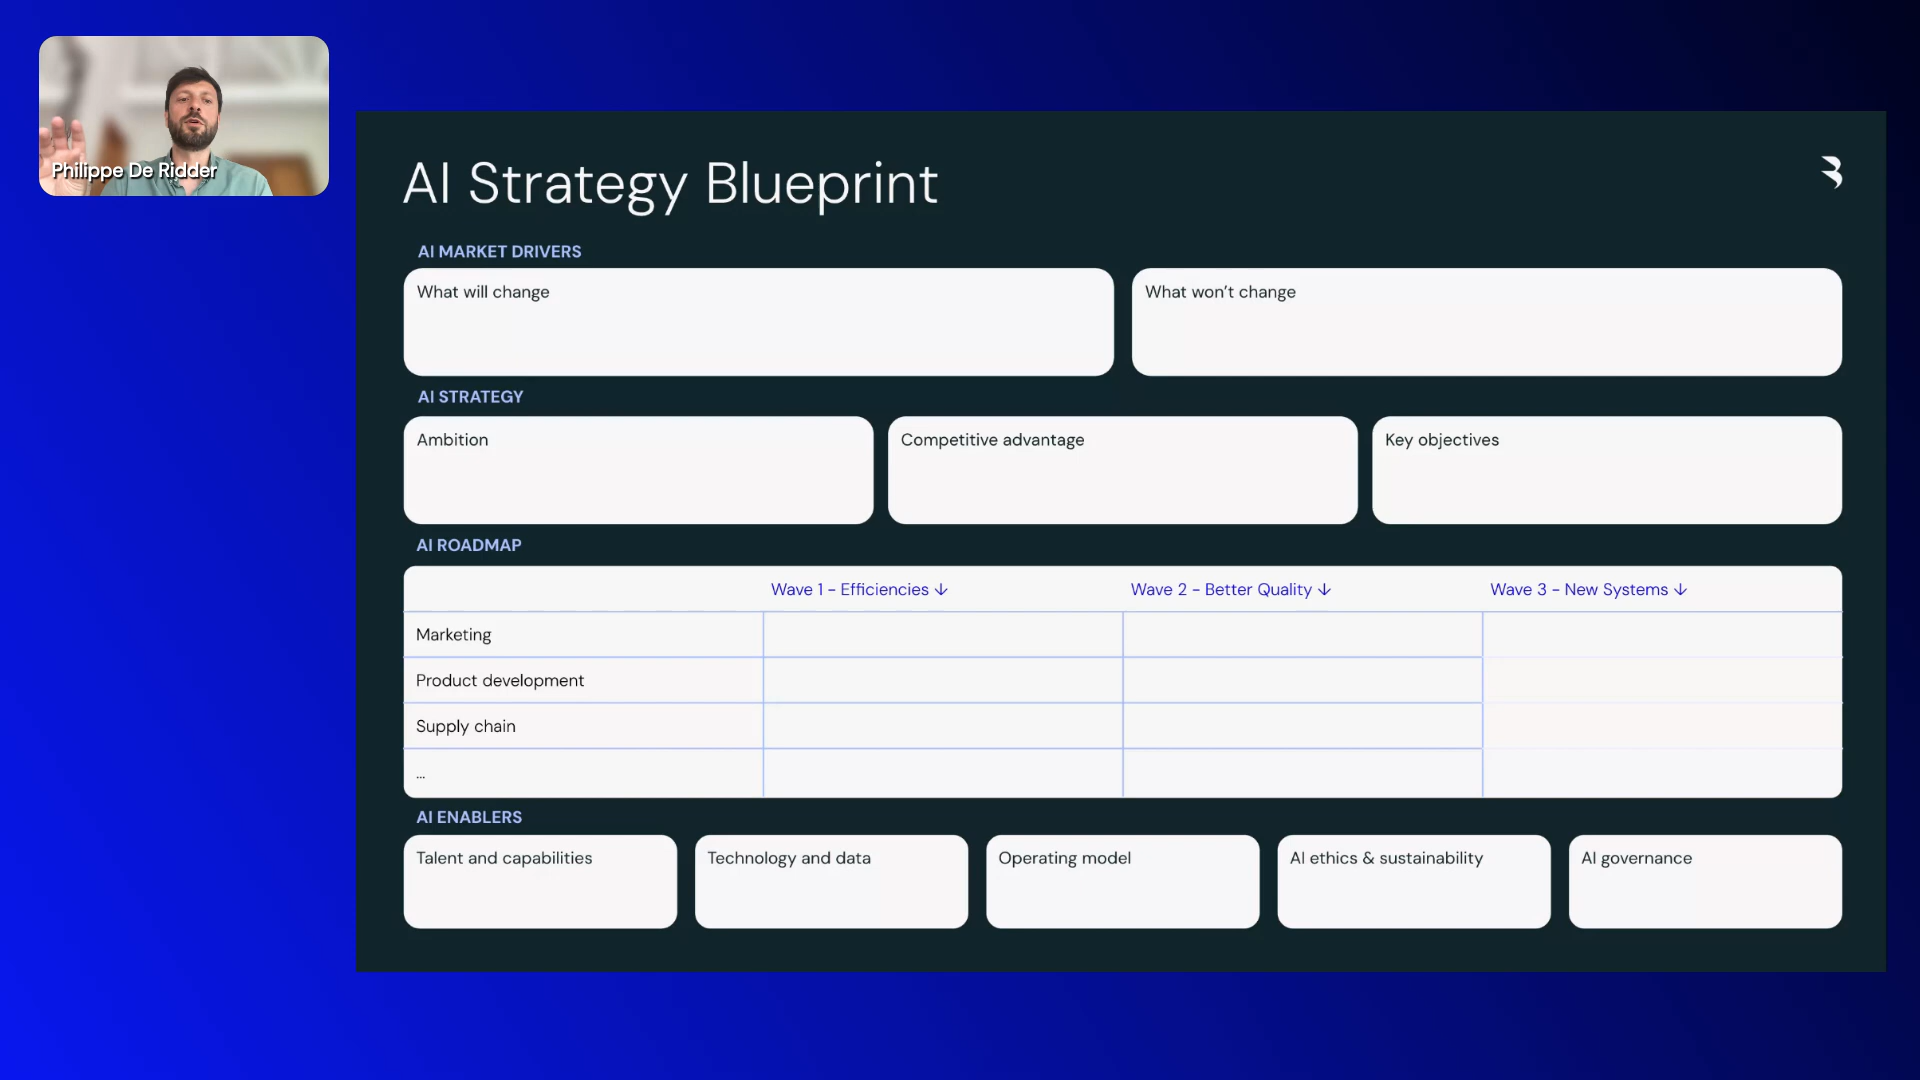 Philippe De Ridder
AI Strategy Blueprint
AI MARKET DRIVERS
What will change
What won't change
AI STRATEGY
Ambition
Competitive advantage
Key objectives
AI ROADMAP
Wave 1 - Efficiencies ↓
Wave 2 - Better Quality ↓
Wave 3 - New Systems ↓
Marketing
Product development
Supply chain
...
AI ENABLERS
Talent and capabilities
Technology and data
Operating model
AI ethics & sustainability
AI governance